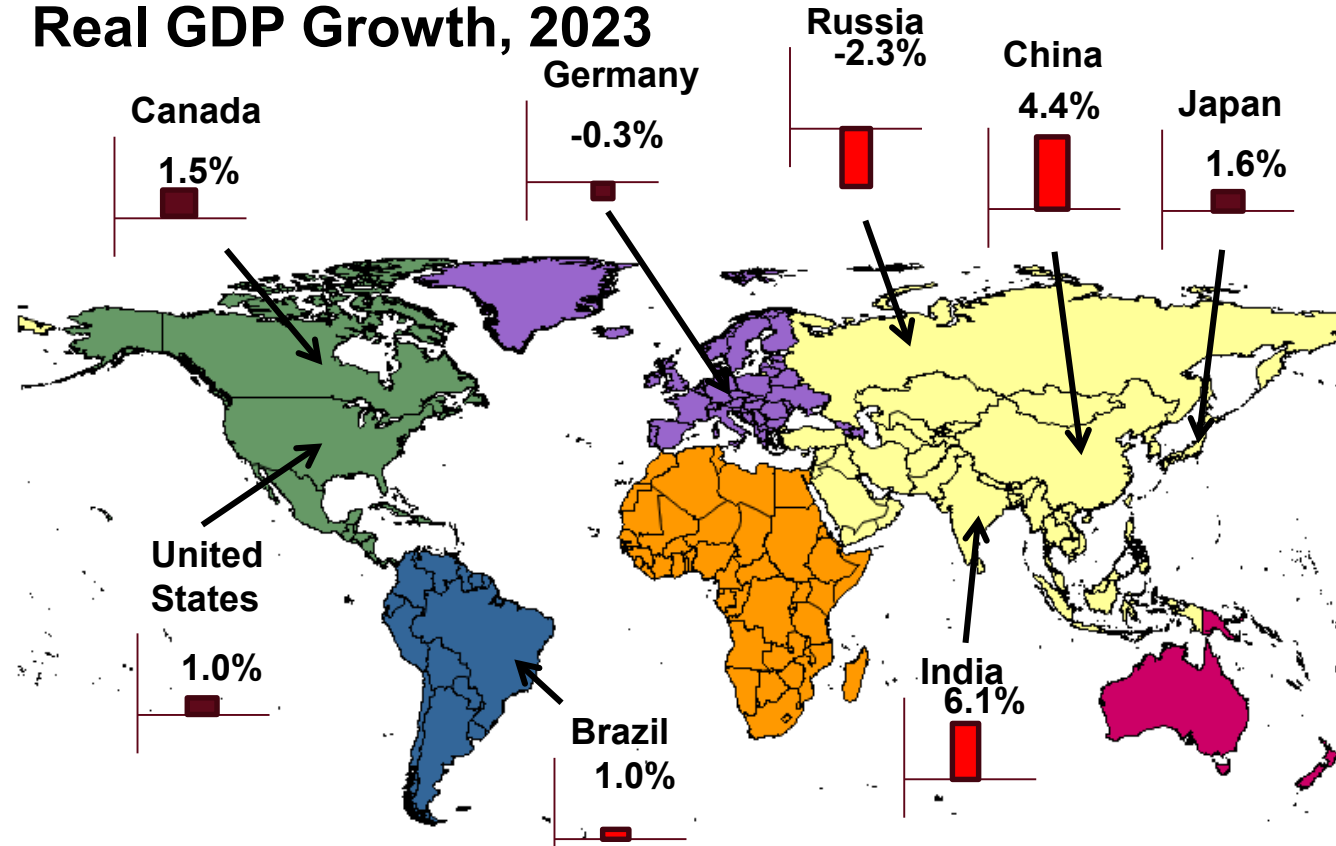 Real GDP Growth, 2023
Canada
1.5%
Germany
-0.3%
Russia
-2.3%
China
4.4%
Japan
1.6%
United
States
1.0%
Brazil
1.0%
India
6.1%